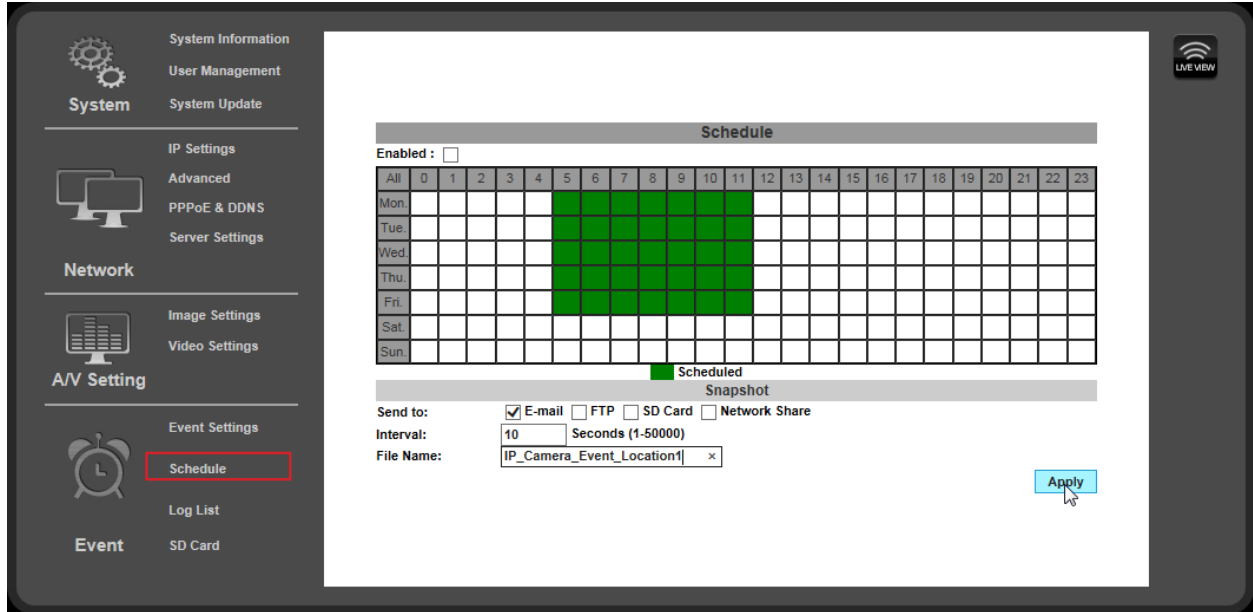 System Information
User Management
System
System Update
IP Settings
Advanced
PPPoE & DDNS
Server Settings
Network
Image Settings
Video Settings
A/V Setting
Event Settings
Schedule
Log List
Event
SD Card
Schedule
Enabled :
All 0 1 2 3 4 5 6 7 8 9 10 11 12 13 14 15 16 17 18 19 20 21 22 23
Mon.
Tue.
Wed.
Thu.
Fri.
Sat.
Sun.
Scheduled
Snapshot
Send to: E-mail FTP SD Card Network Share
Interval: 10 Seconds (1-50000)
File Name: IP_Camera_Event_Location1 ×
Apply
LIVE VIEW